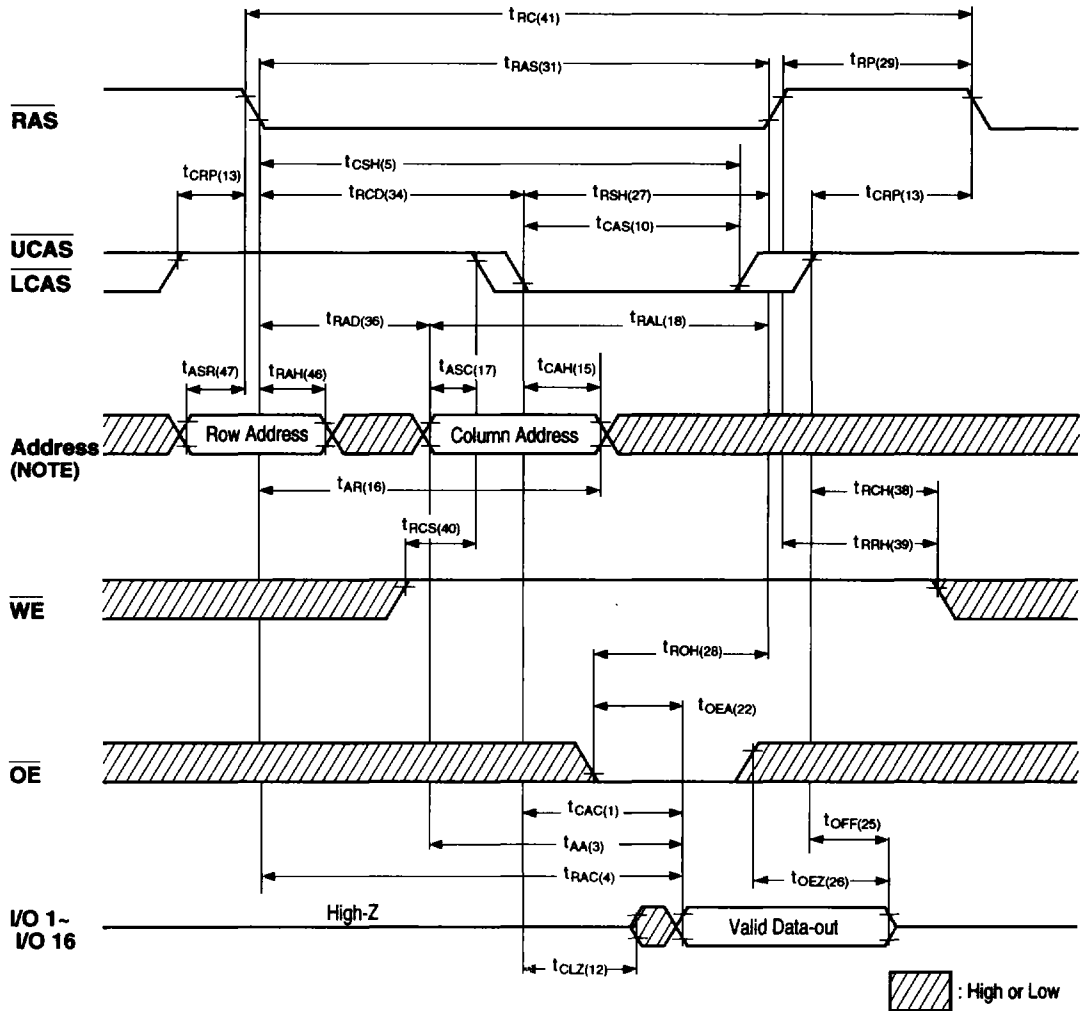 tRC(41)
tRAS(31)
tRP(29)
RAS
tCSH(5)
tCRP(13)
tRCD(34)
tRSH(27)
tCRP(13)
tCAS(10)
UCAS
LCAS
tRAD(36)
tRAL(18)
tASR(47)
tRAH(46)
tASC(17)
tCAH(15)
Address
(NOTE)
Row Address
Column Address
tAR(16)
tRCH(38)
tRCS(40)
tRRH(39)
WE
tROH(28)
tOEA(22)
OE
tCAC(1)
tOFF(25)
tAA(3)
tRAC(4)
tOEZ(26)
I/O 1~
I/O 16
High-Z
Valid Data-out
tCLZ(12)
: High or Low